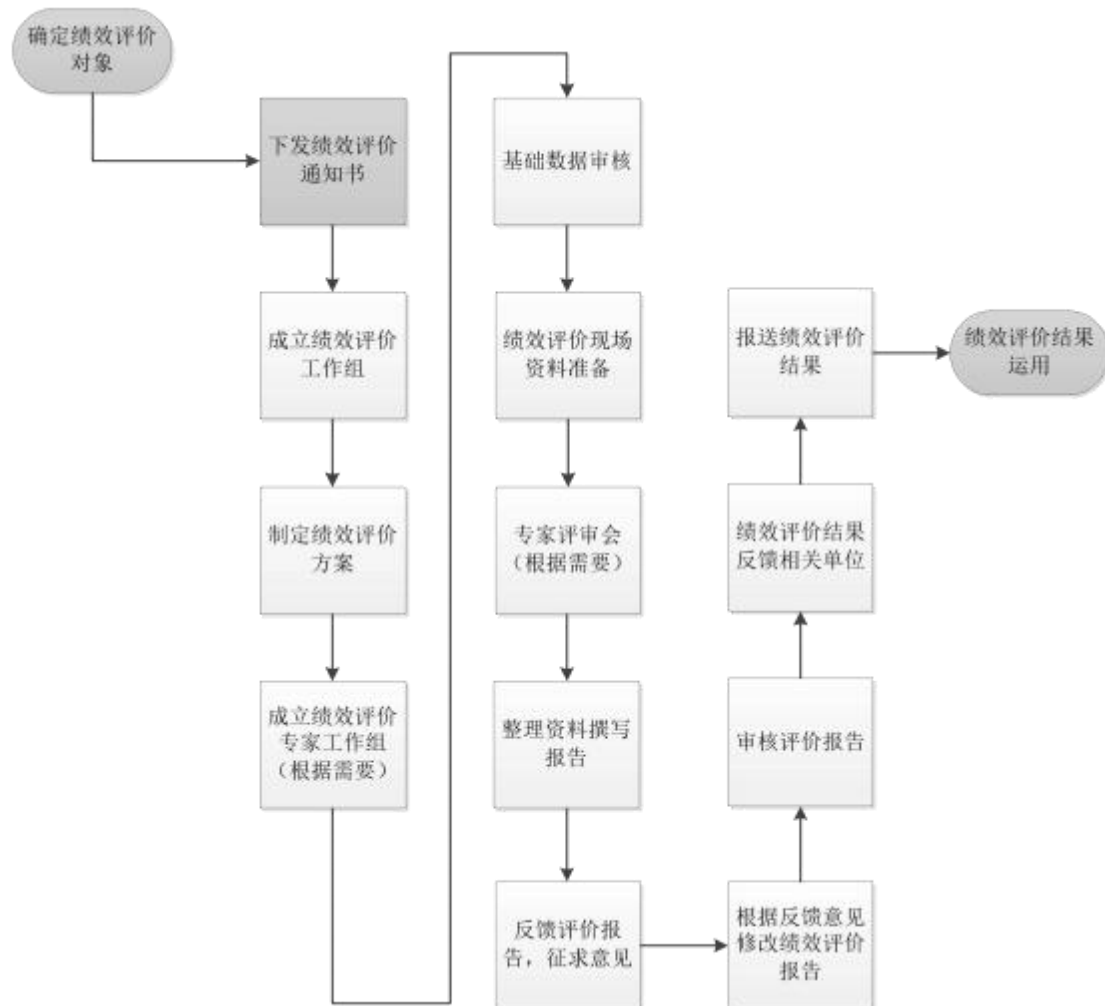 确定绩效评价
对象
下发绩效评价
通知书
成立绩效评价
工作组
制定绩效评价
方案
成立绩效评价
专家工作组
（根据需要）
基础数据审核
绩效评价现场
资料准备
专家评审会
（根据需要）
整理资料撰写
报告
反馈评价报
告，征求意见
根据反馈意见
修改绩效评价
报告
审核评价报告
绩效评价结果
反馈相关单位
报送绩效评价
结果
绩效评价结果
运用